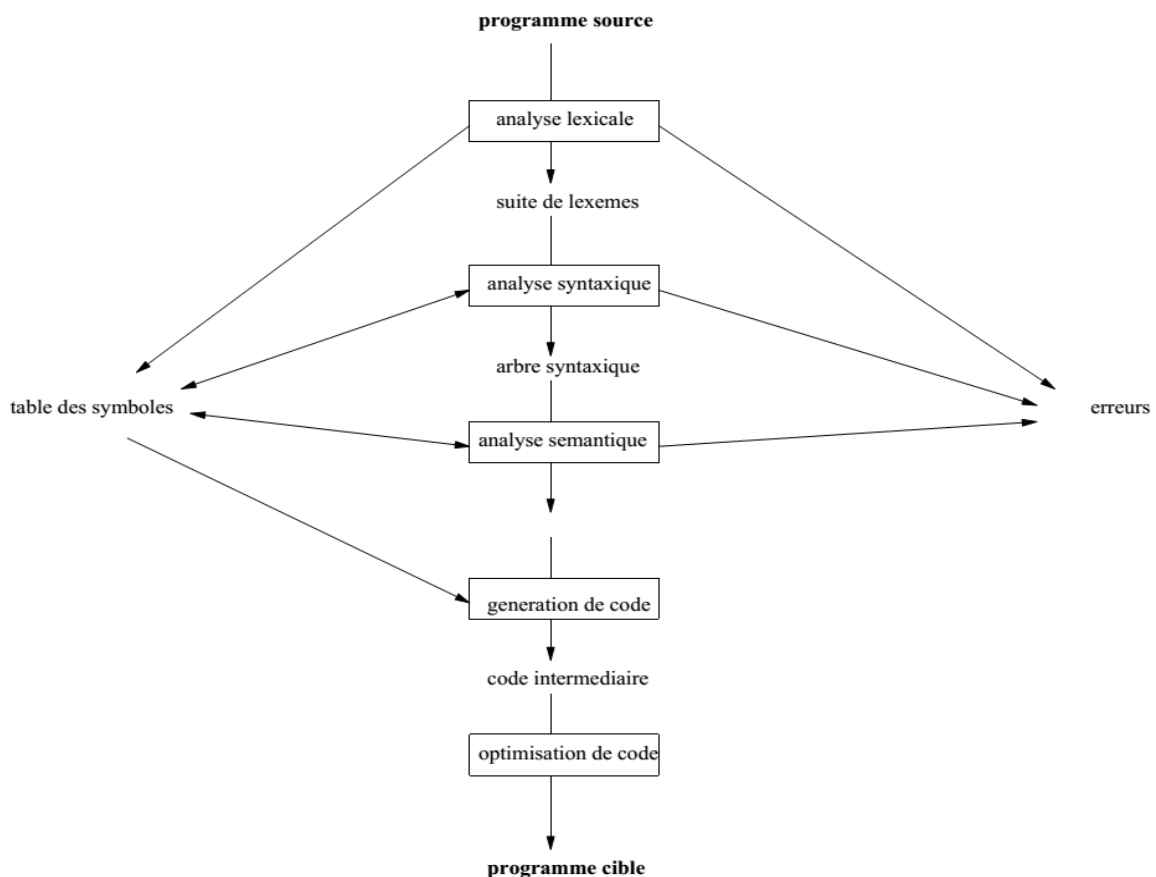 programme source
analyse lexicale
suite de lexemes
analyse syntaxique
arbre syntaxique
table des symboles
erreurs
analyse semantique
generation de code
code intermediaire
optimisation de code
programme cible